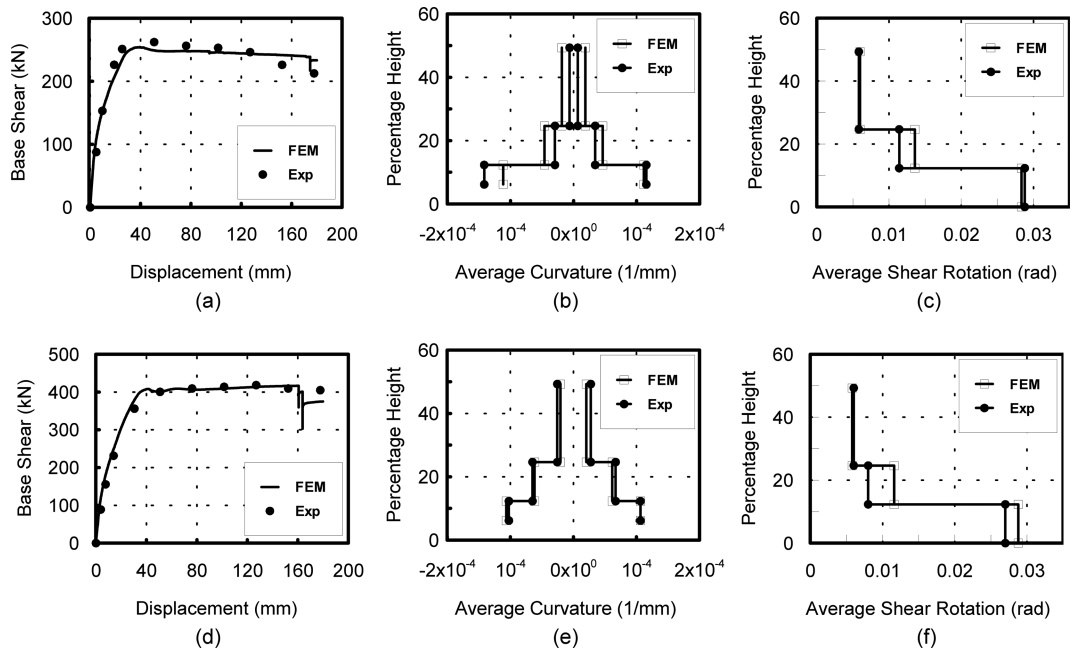 300
200
100
0
Base Shear (kN)
FEM
Exp
0 40 80 120 160 200
Displacement (mm)
(a)
60
40
20
0
Percentage Height
FEM
Exp
-2x10⁻⁴ 10⁻⁴ 0x10⁰ 10⁻⁴ 2x10⁻⁴
Average Curvature (1/mm)
(b)
60
40
20
0
Percentage Height
FEM
Exp
0 0.01 0.02 0.03
Average Shear Rotation (rad)
(c)
500
400
300
200
100
0
Base Shear (kN)
FEM
Exp
0 40 80 120 160 200
Displacement (mm)
(d)
60
40
20
0
Percentage Height
FEM
Exp
-2x10⁻⁴ 10⁻⁴ 0x10⁰ 10⁻⁴ 2x10⁻⁴
Average Curvature (1/mm)
(e)
60
40
20
0
Percentage Height
FEM
Exp
0 0.01 0.02 0.03
Average Shear Rotation (rad)
(f)